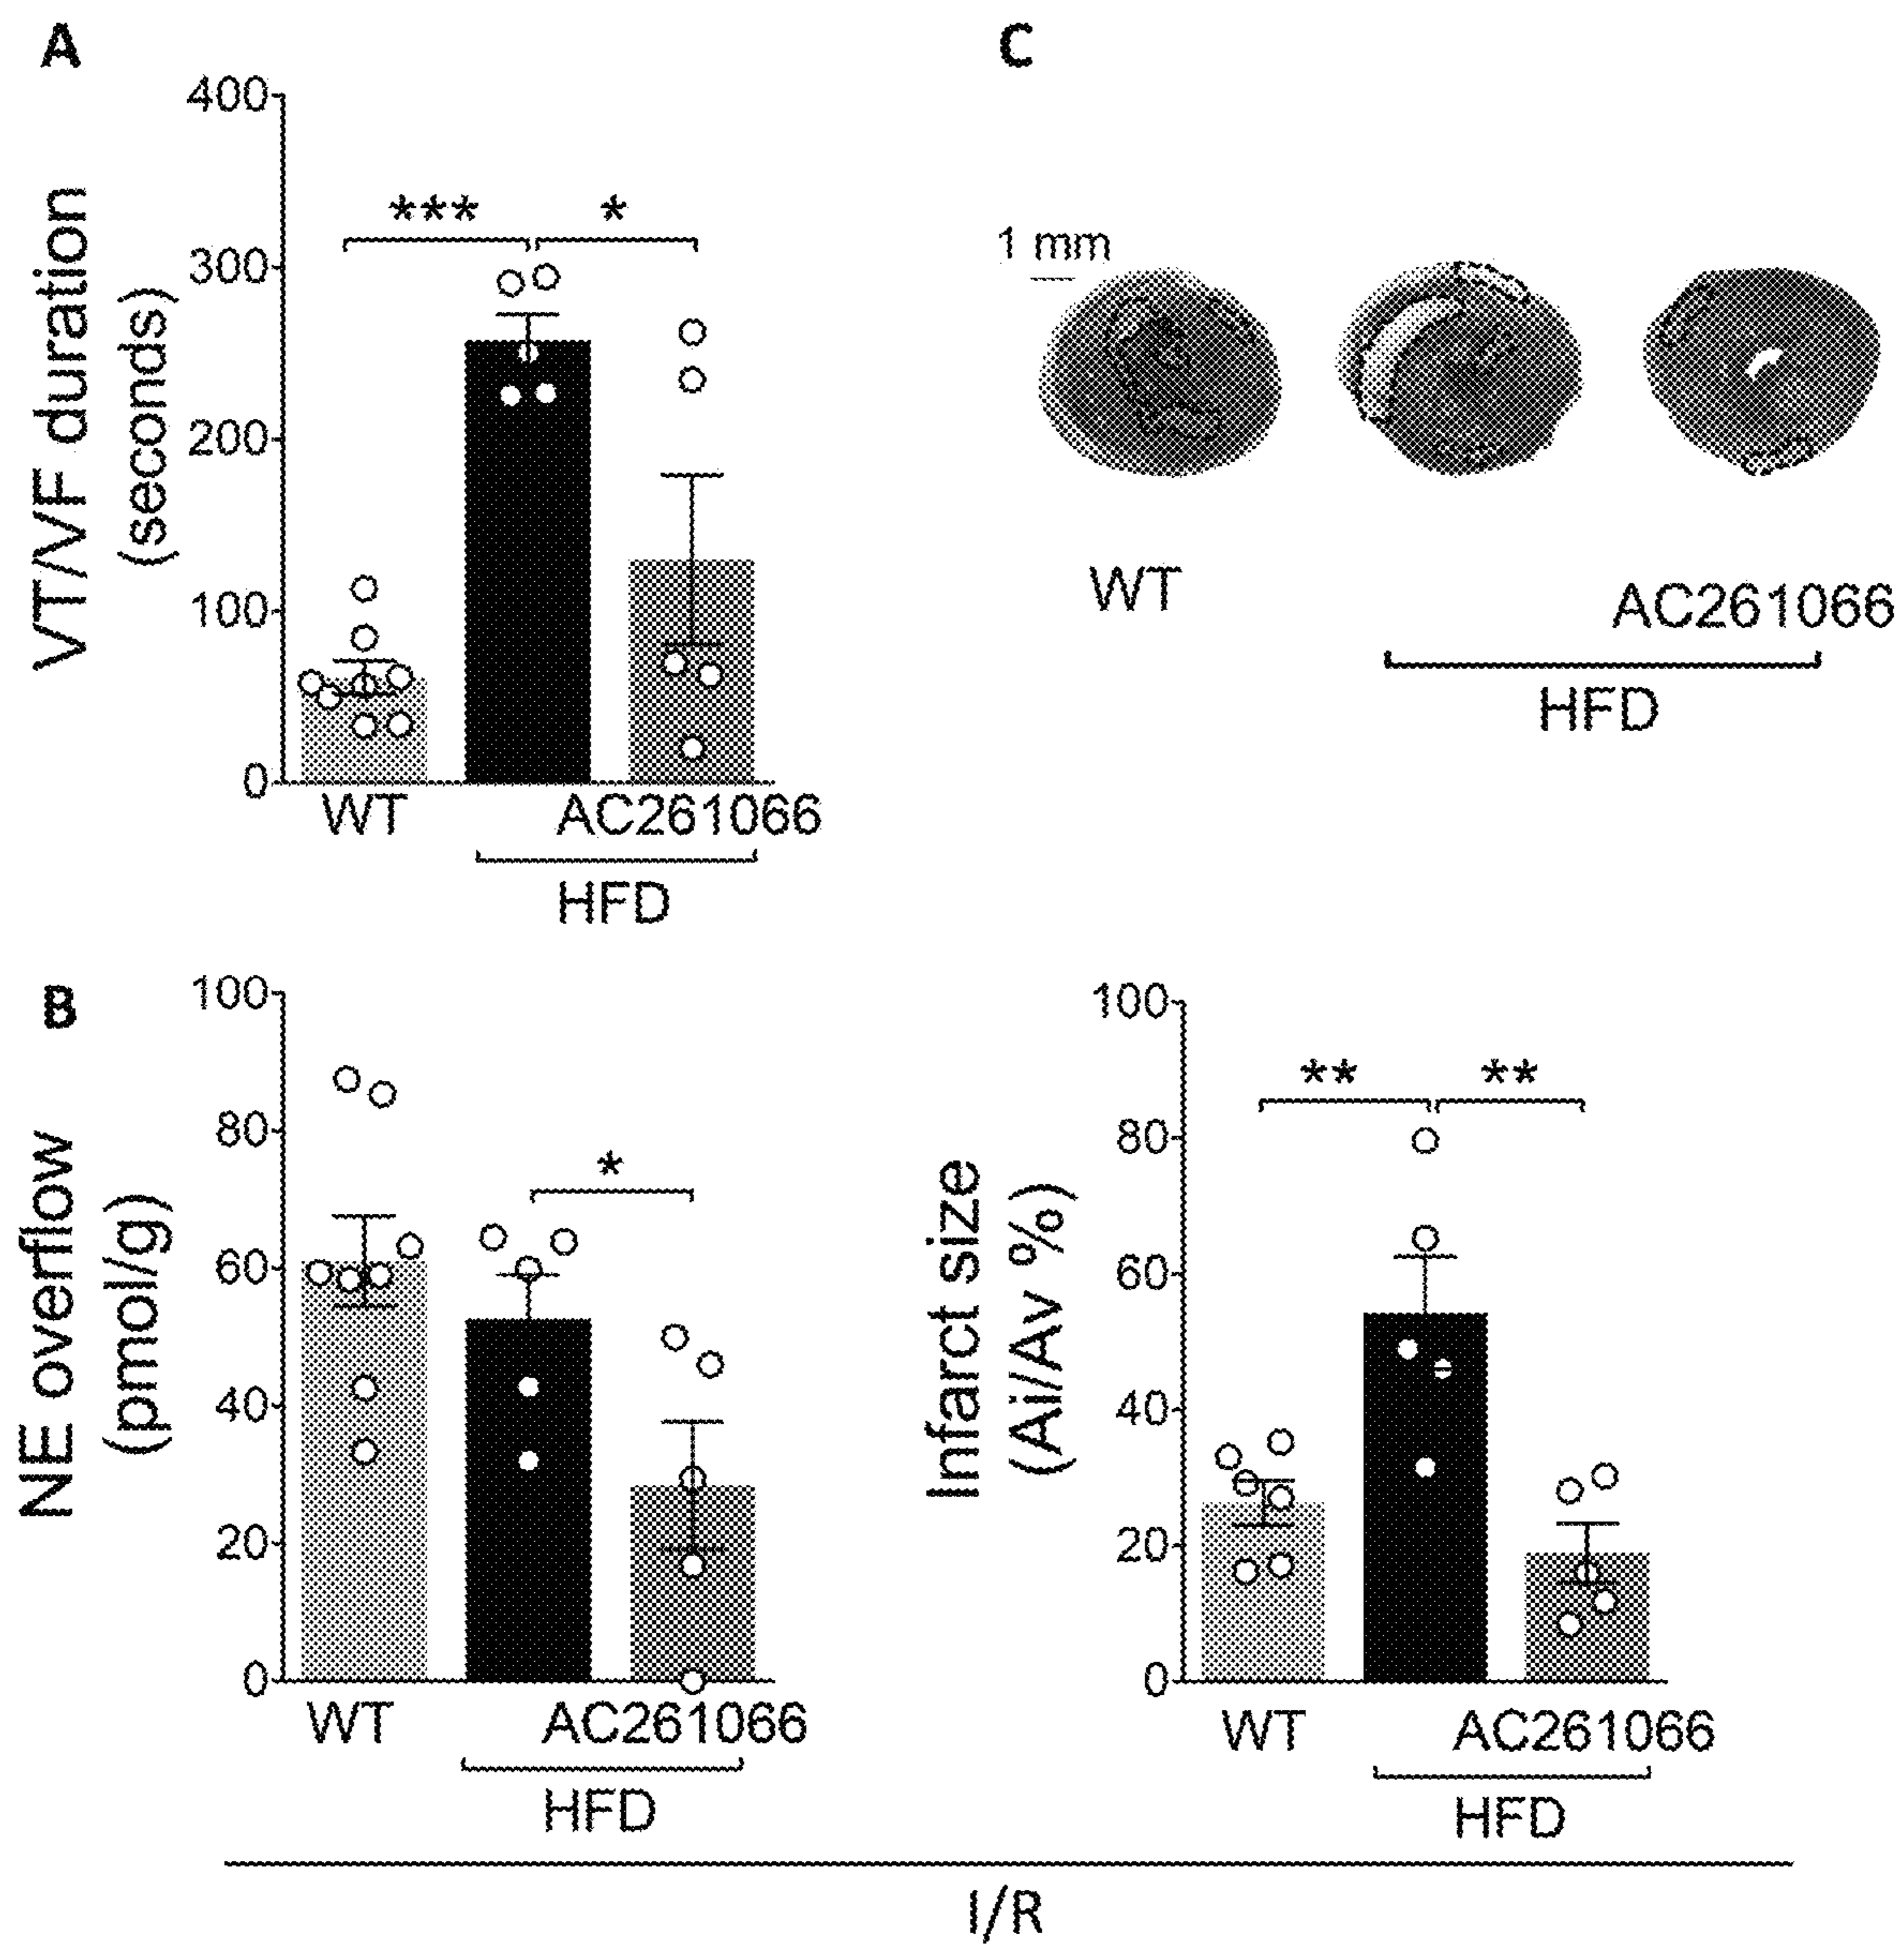 A
VT/VF duration
(seconds)
400
300
200
100
0
***
*
WT
AC261066
HFD
C
1 mm
WT
AC261066
HFD
B
NE overflow
(pmol/g)
100
80
60
40
20
0
*
WT
AC261066
HFD
Infarct size
(Ai/Av %)
100
80
60
40
20
0
**
**
WT
AC261066
HFD
I/R